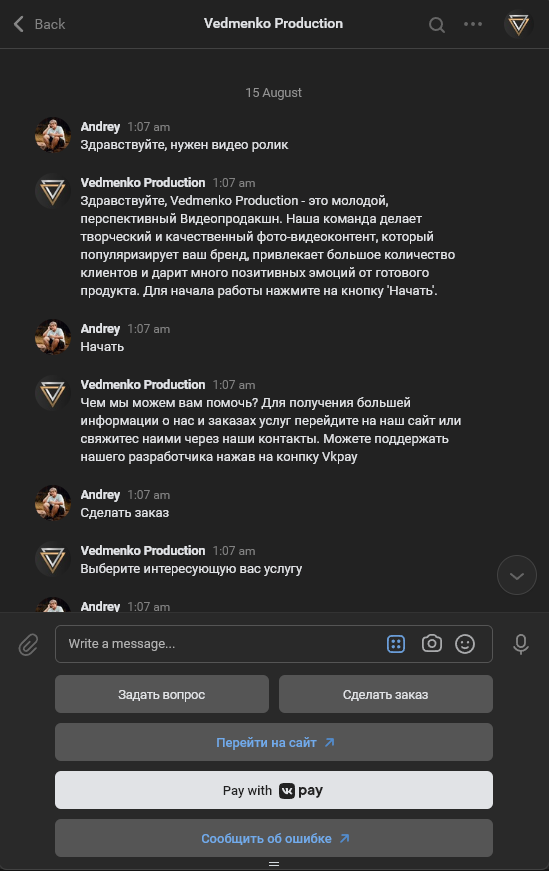 Back
Vedmenko Production
15 August
Andrey 1:07 am
Здравствуйте, нужен видео ролик
Vedmenko Production 1:07 am
Здравствуйте, Vedmenko Production - это молодой,
перспективный Видеопродакшн. Наша команда делает
творческий и качественный фото-видеоконтент, который
популяризирует ваш бренд, привлекает большое количество
клиентов и дарит много позитивных эмоций от готового
продукта. Для начала работы нажмите на кнопку 'Начать'.
Andrey 1:07 am
Начать
Vedmenko Production 1:07 am
Чем мы можем вам помочь? Для получения большей
информации о нас и заказах услуг перейдите на наш сайт или
свяжитес наими через наши контакты. Можете поддержать
нашего разработчика нажав на конпку Vkpay
Andrey 1:07 am
Сделать заказ
Vedmenko Production 1:07 am
Выберите интересующую вас услугу
Andrey 1:07 am
Write a message...
Задать вопрос
Сделать заказ
Перейти на сайт
Pay with VK pay
Сообщить об ошибке